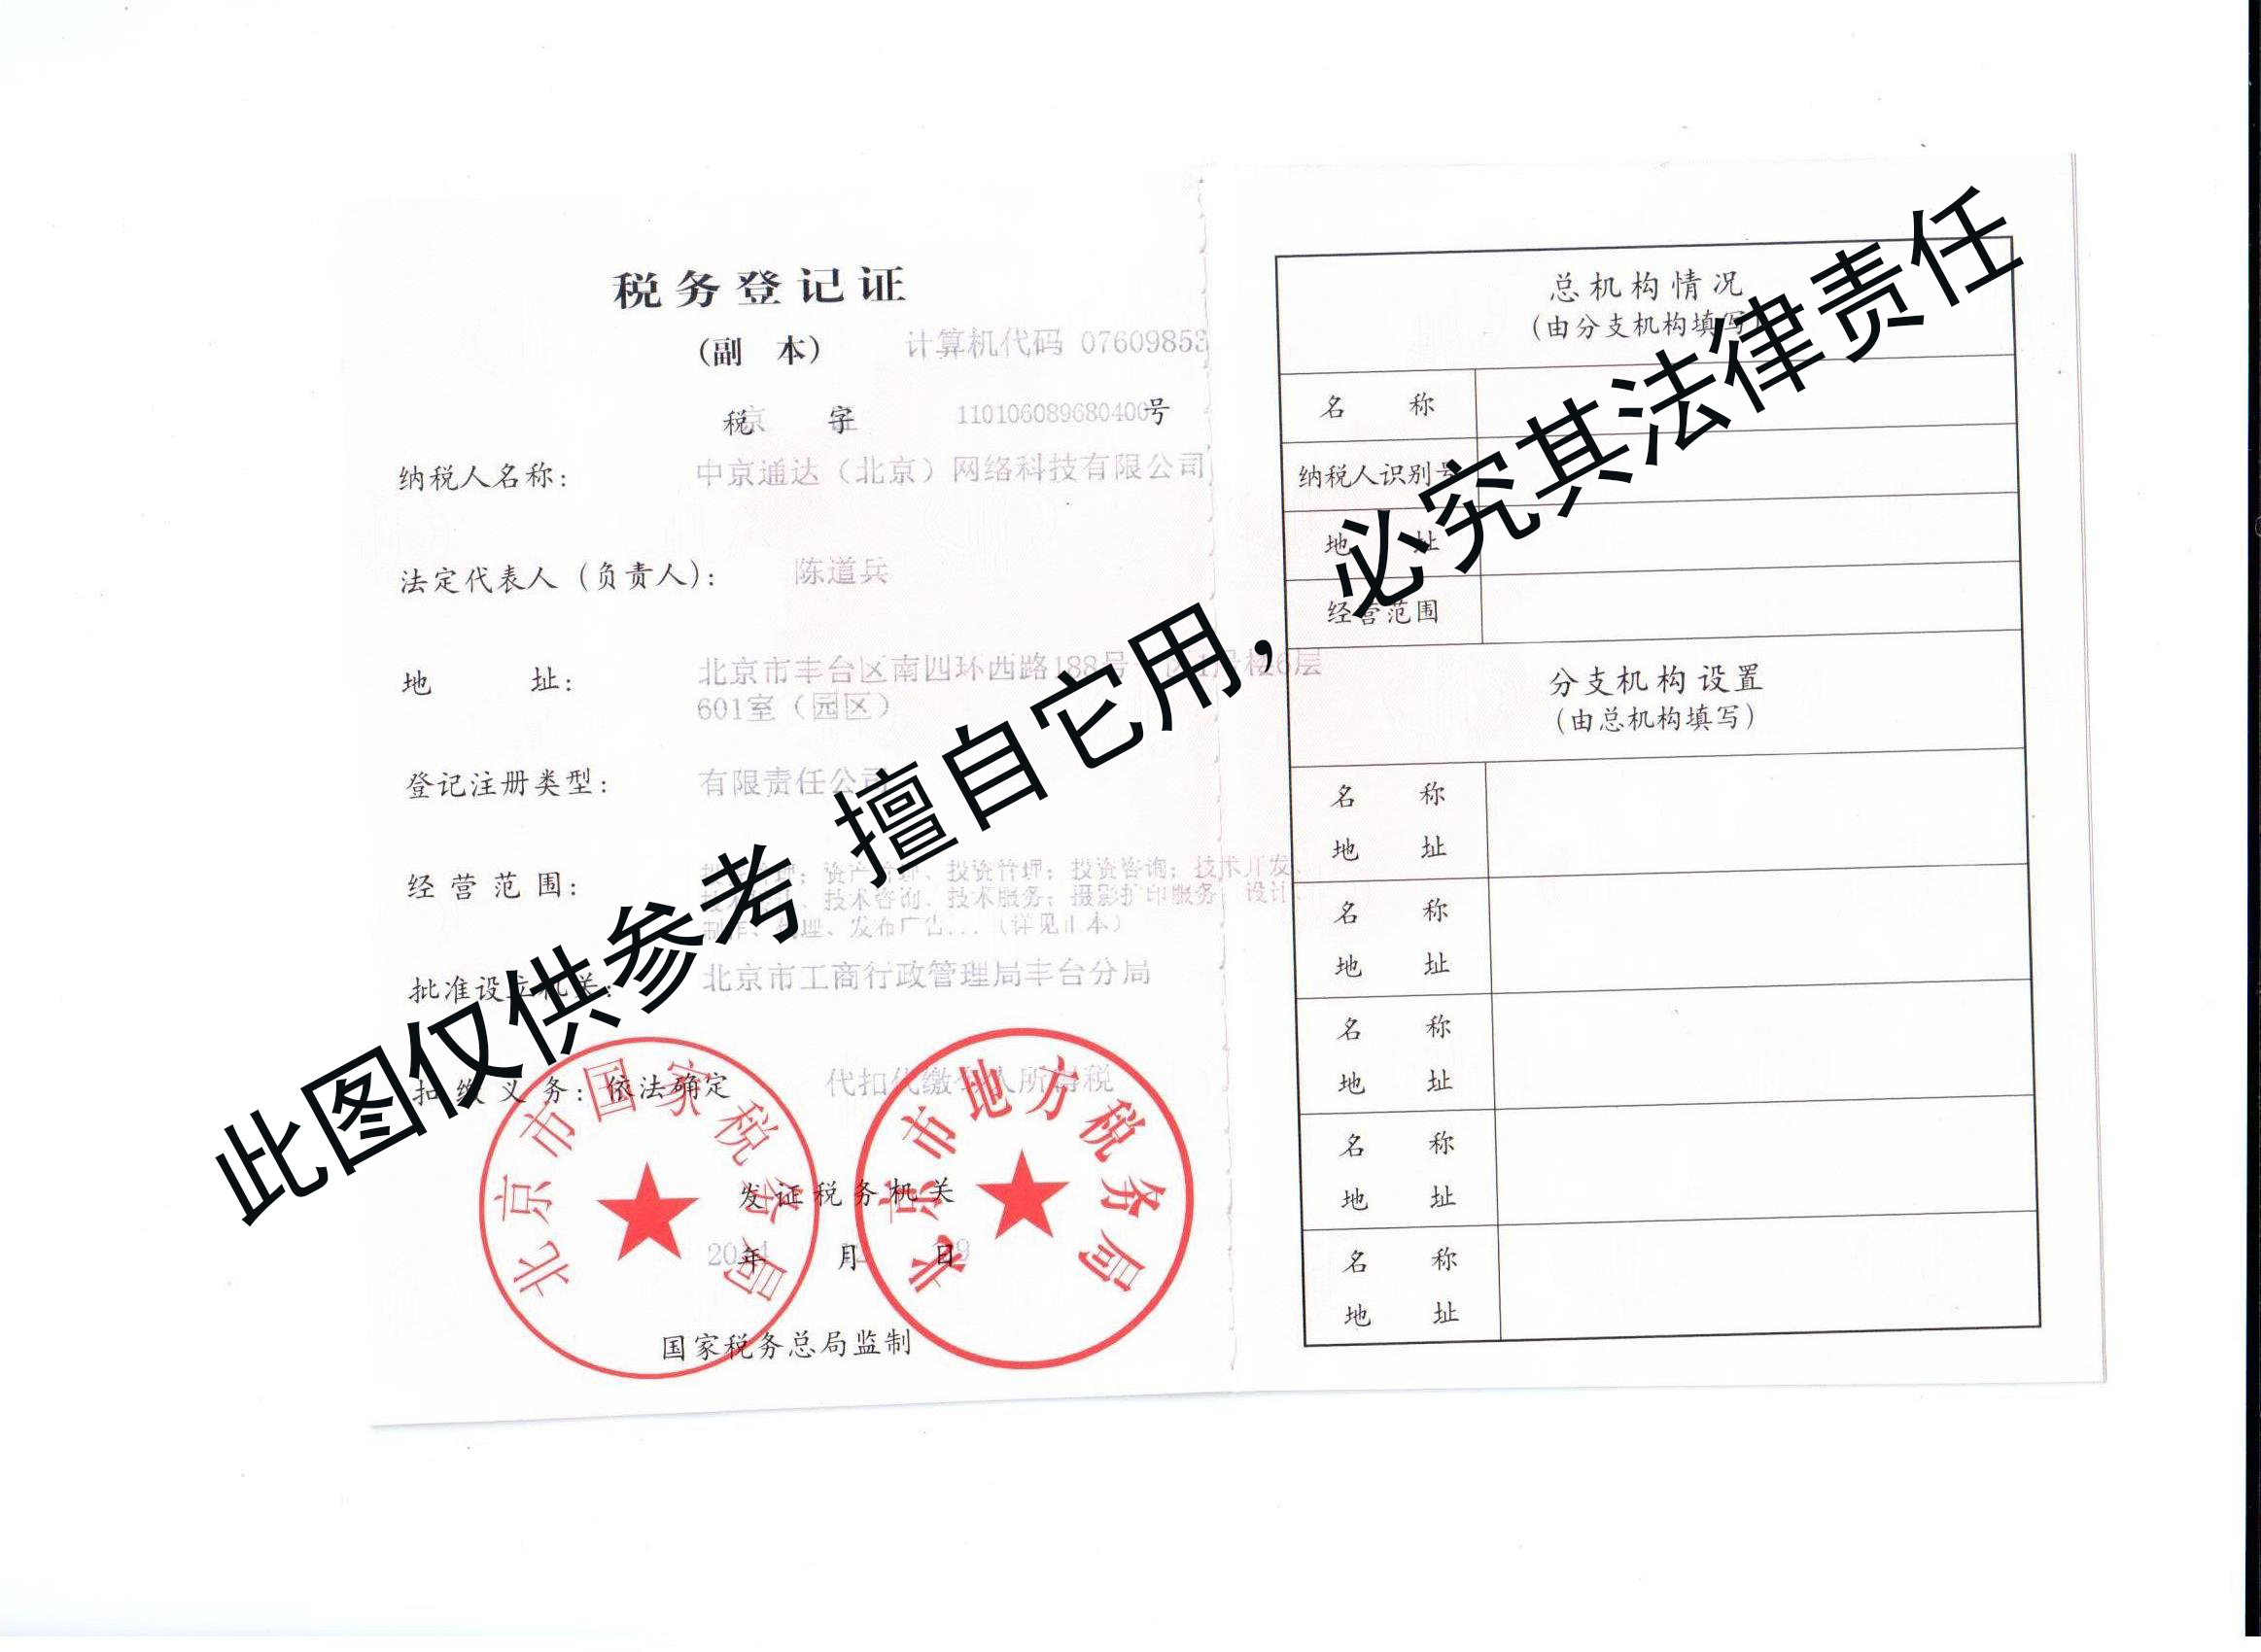 税务登记证
(副 本)
计算机代码 07609853
税京 字
110106089680400号
纳税人名称: 中京通达（北京）网络科技有限公司
法定代表人（负责人）: 陈道兵
地 址: 北京市丰台区南四环西路188号 楼6层
601室（园区）
登记注册类型: 有限责任公司
经营范围: 资产管理、投资管理；投资咨询；技术开发、
技术咨询、技术服务；摄影扩印服务；设计、
制作、代理、发布广告...（详见正本）
批准设立机关: 北京市工商行政管理局丰台分局
扣缴义务: 依法确定 代扣代缴个人所得税
发证税务机关
年 月 日
国家税务总局监制
北京市国家税务局
北京市地方税务局
总机构情况
(由分支机构填写)
名 称
纳税人识别号
地 址
经营范围
分支机构设置
(由总机构填写)
名 称
地 址
名 称
地 址
名 称
地 址
名 称
地 址
名 称
地 址
此图仅供参考 擅自它用，必究其法律责任